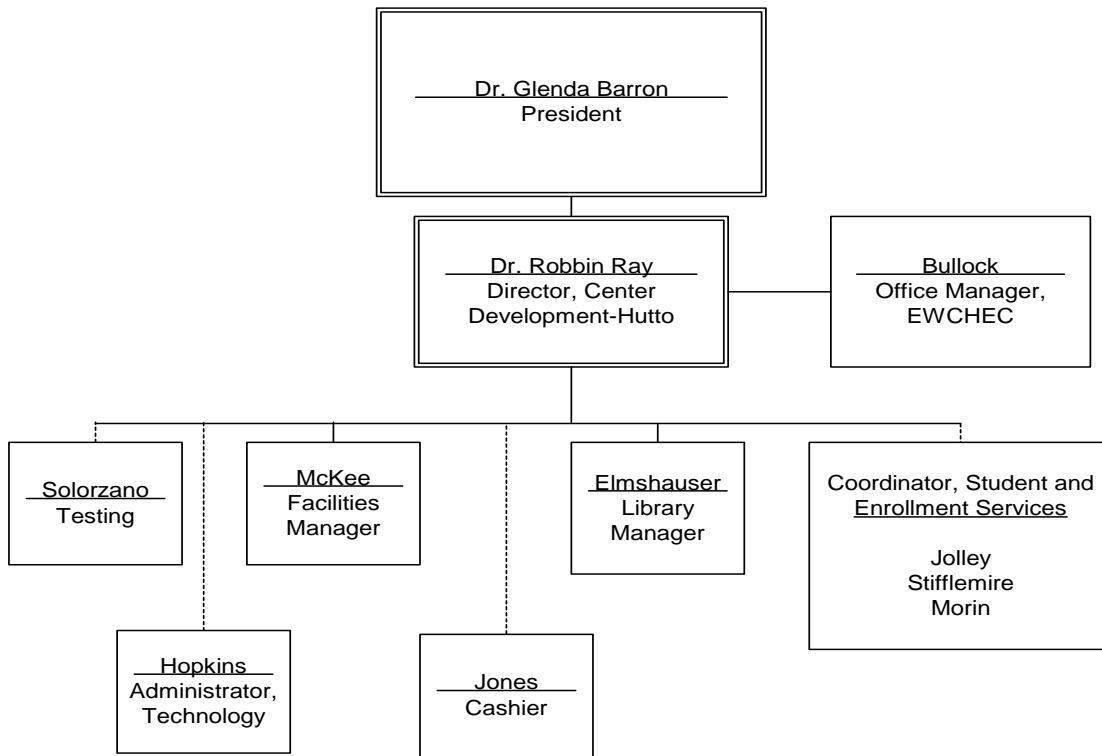 Dr. Glenda Barron
President
Dr. Robbin Ray
Director, Center
Development-Hutto
Bullock
Office Manager,
EWCHEC
Solorzano
Testing
McKee
Facilities
Manager
Elmshauser
Library
Manager
Coordinator, Student and
Enrollment Services
Jolley
Stifflemire
Morin
Hopkins
Administrator,
Technology
Jones
Cashier